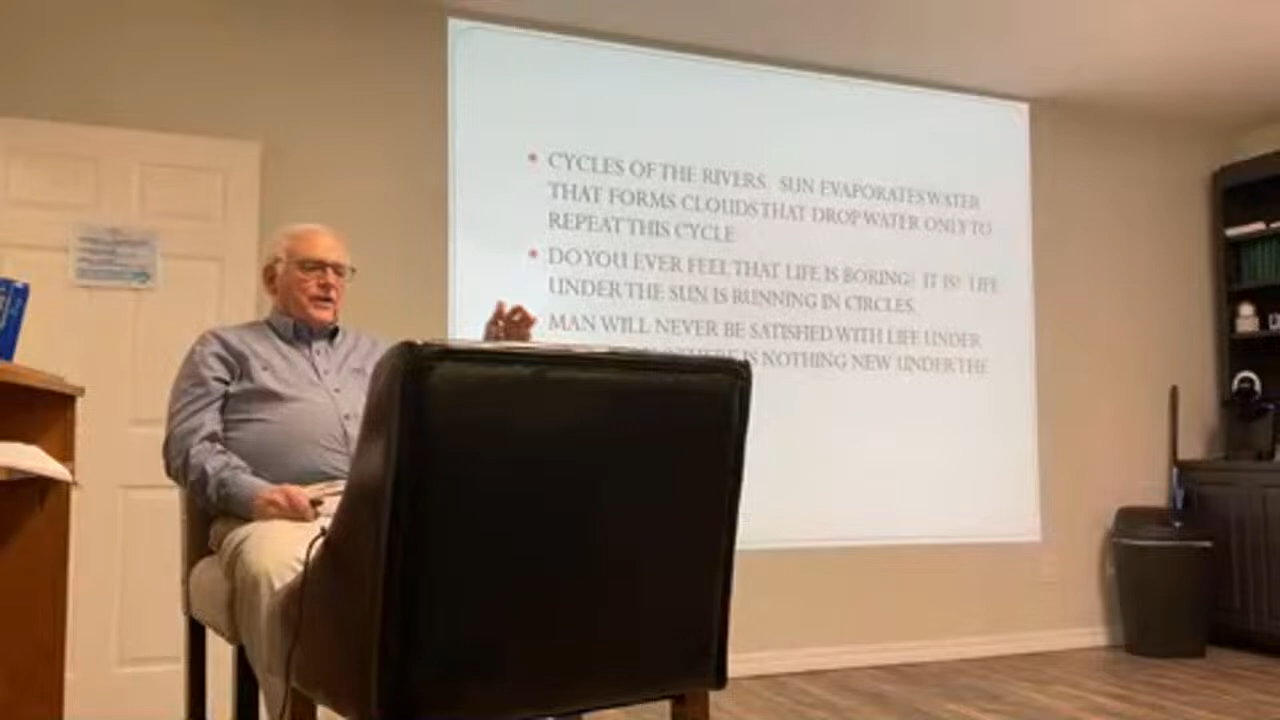 CYCLES OF THE RIVERS. SUN EVAPORATES WATER
THAT FORMS CLOUDS THAT DROP WATER ONLY TO
REPEAT THIS CYCLE
DO YOU EVER FEEL THAT LIFE IS BORING? IT IS! LIFE
UNDER THE SUN IS RUNNING IN CIRCLES.
MAN WILL NEVER BE SATISFIED WITH LIFE UNDER
IS NOTHING NEW UNDER THE